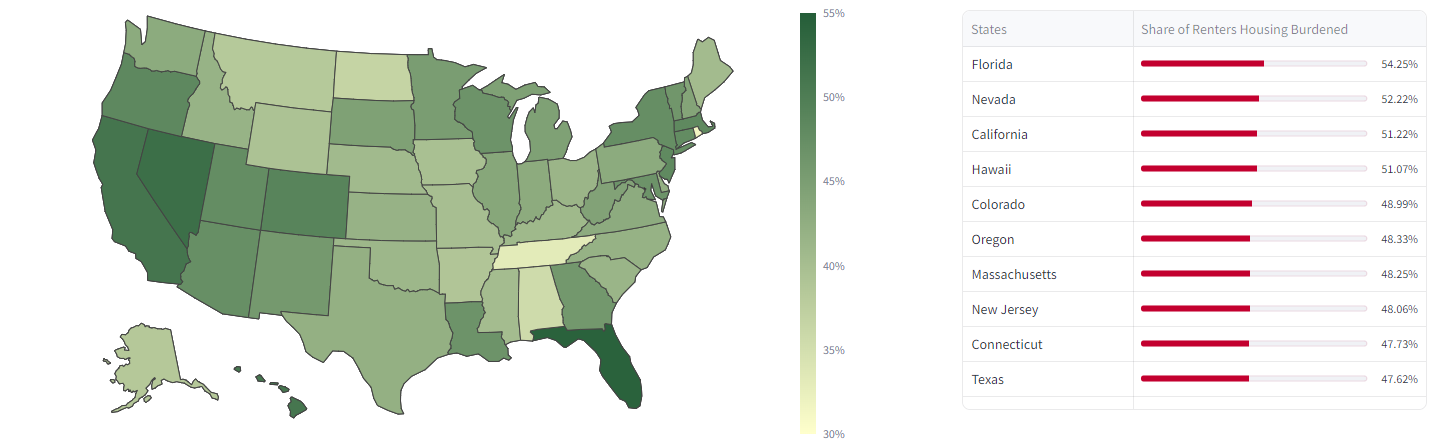 55%
50%
45%
40%
35%
30%
States Share of Renters Housing Burdened
Florida 54.25%
Nevada 52.22%
California 51.22%
Hawaii 51.07%
Colorado 48.99%
Oregon 48.33%
Massachusetts 48.25%
New Jersey 48.06%
Connecticut 47.73%
Texas 47.62%